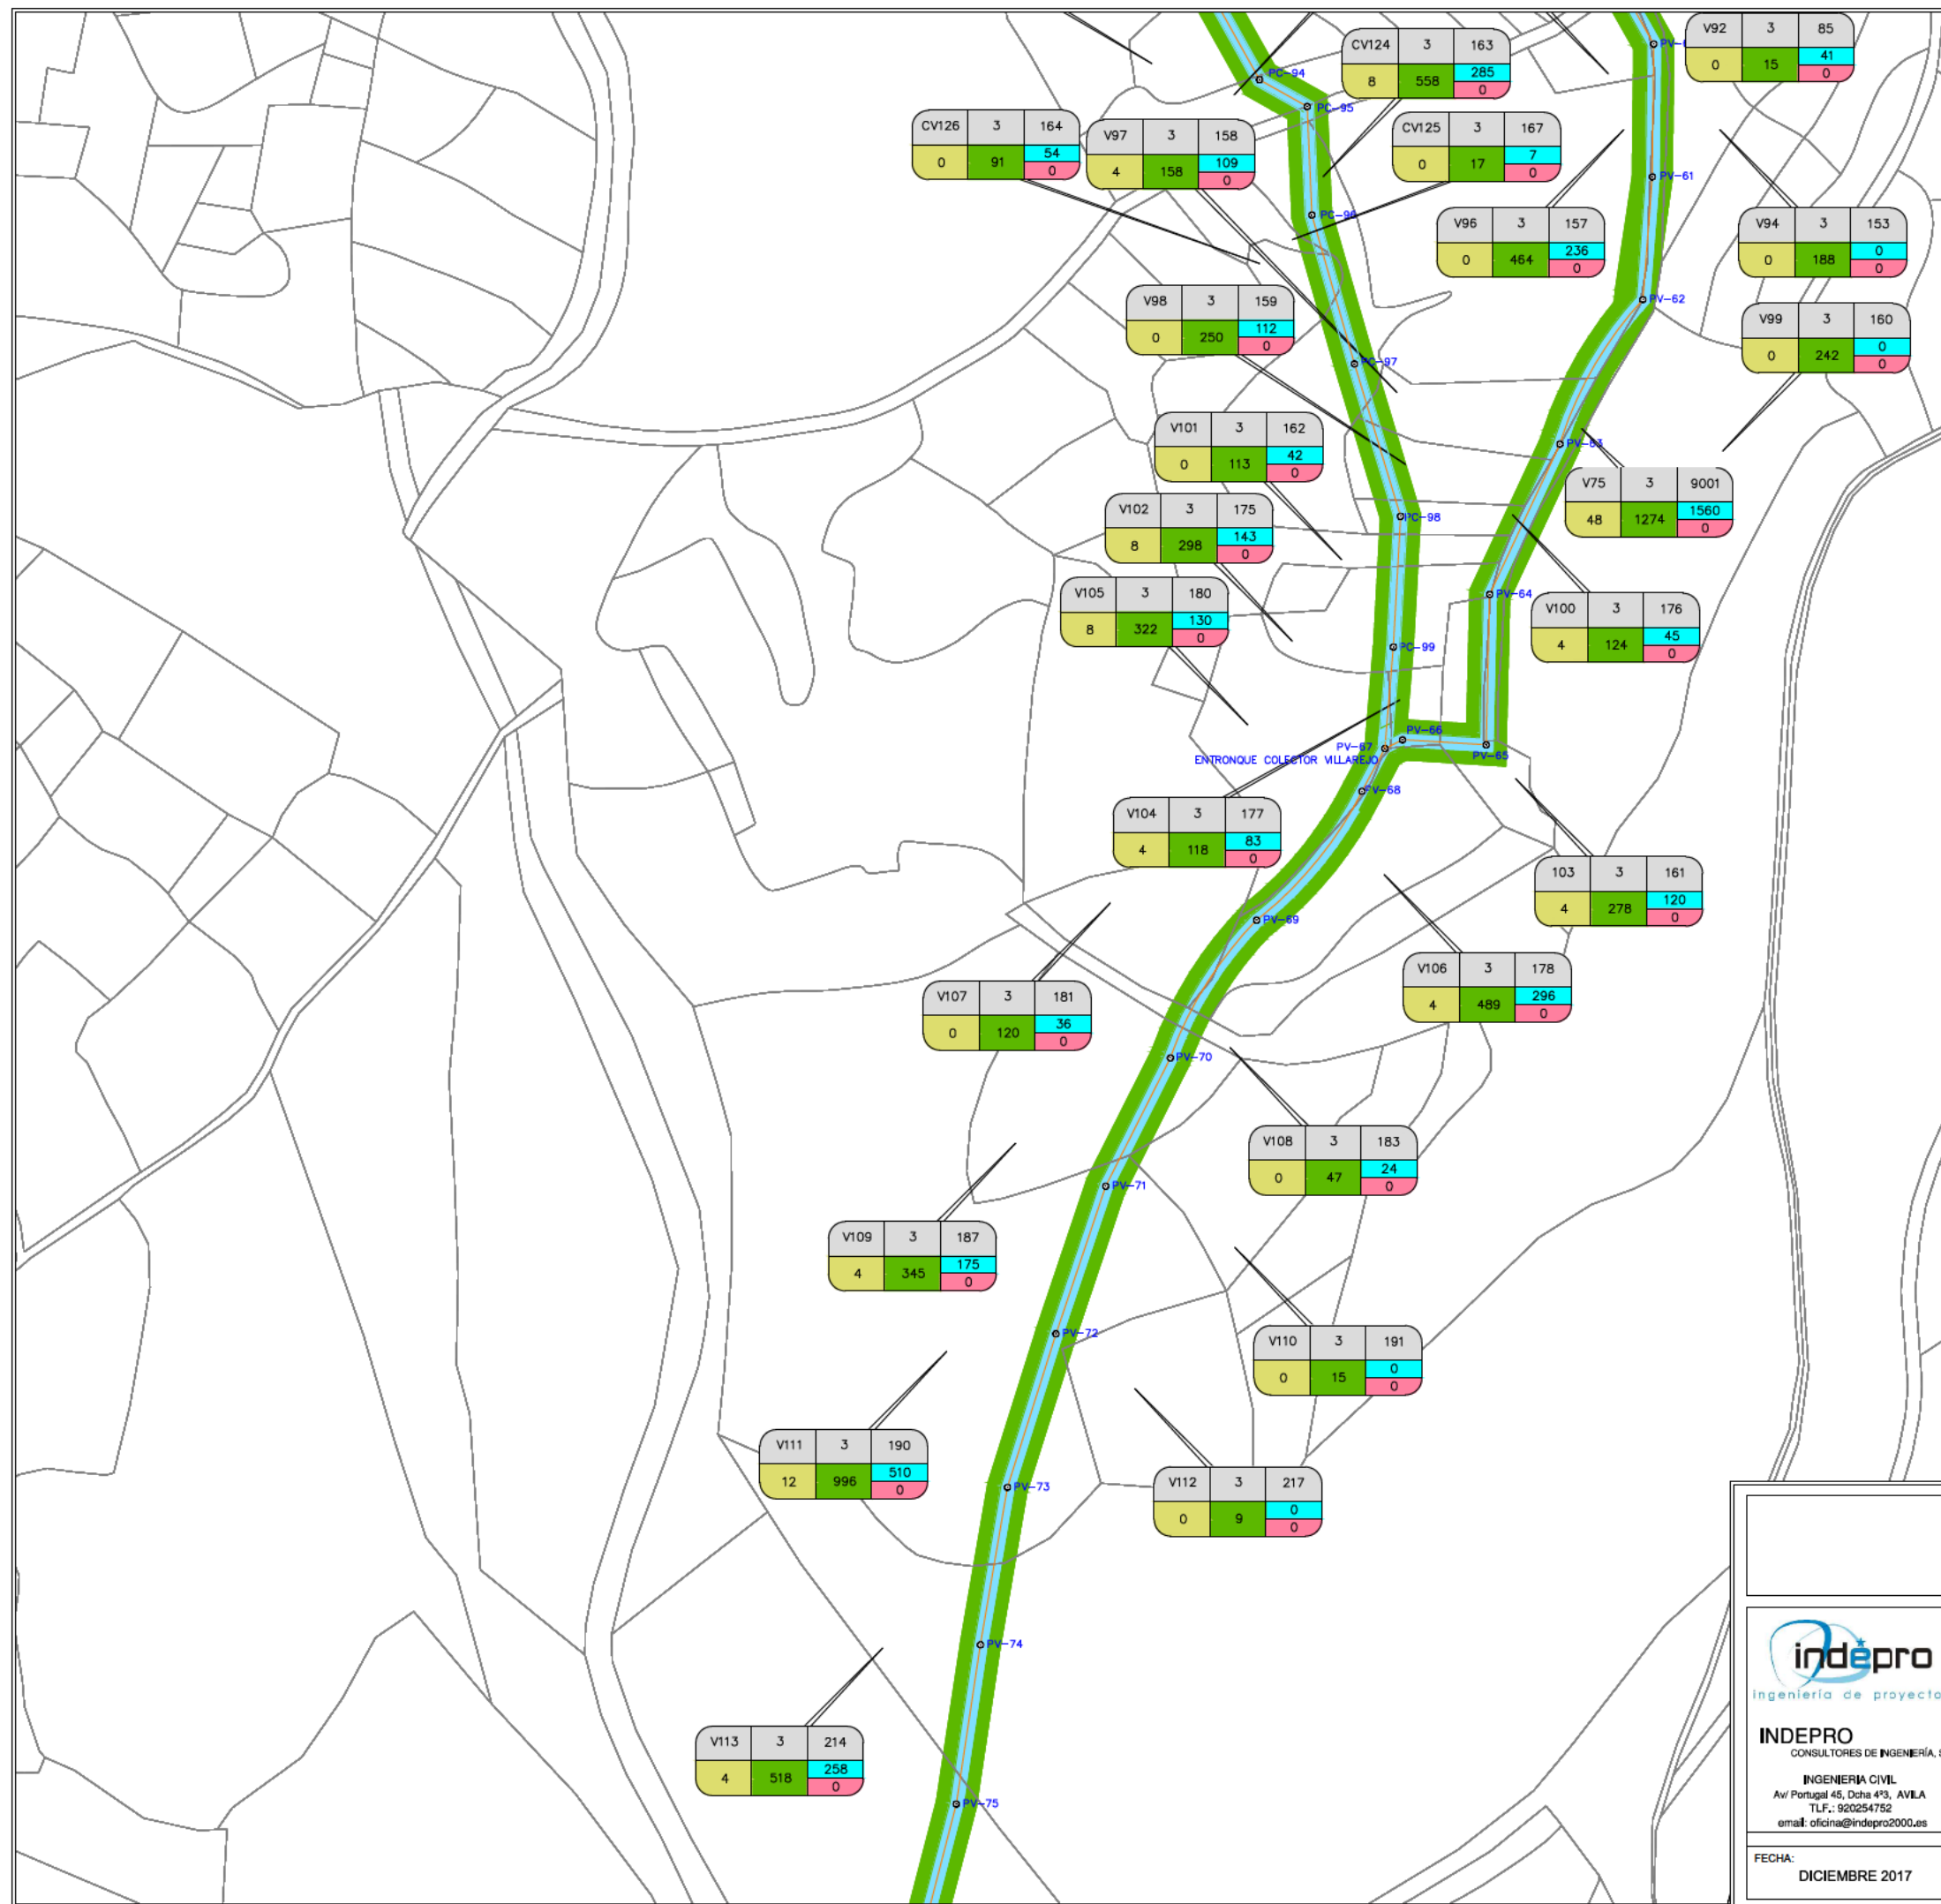 V92 3 85
0 15 41
0
CV124 3 163
8 558 285
0
PC-94
PC-95
CV126 3 164
0 91 54
0
V97 3 158
4 158 109
0
CV125 3 167
0 17 7
0
PV-61
PC-96
V96 3 157
0 464 236
0
V94 3 153
0 188 0
0
V98 3 159
0 250 112
0
PV-62
V99 3 160
0 242 0
0
PC-97
V101 3 162
0 113 42
0
PV-63
V75 3 9001
48 1274 1560
0
V102 3 175
8 298 143
0
PC-98
V105 3 180
8 322 130
0
PV-64
V100 3 176
4 124 45
0
PC-99
PV-66
PV-67
PV-65
ENTRONQUE COLECTOR VILLAREJO
PV-68
V104 3 177
4 118 83
0
103 3 161
4 278 120
0
PV-69
V106 3 178
4 489 296
0
V107 3 181
0 120 36
0
PV-70
V108 3 183
0 47 24
0
PV-71
V109 3 187
4 345 175
0
PV-72
V110 3 191
0 15 0
0
V111 3 190
12 996 510
0
PV-73
V112 3 217
0 9 0
0
PV-74
V113 3 214
4 518 258
0
PV-75
indepro
ingeniería de proyecto
INDEPRO
CONSULTORES DE INGENIERÍA,
INGENIERIA CIVIL
Av/ Portugal 45, Dcha 4º3, AVILA
TLF.: 920254752
email: oficina@indepro2000.es
FECHA:
DICIEMBRE 2017